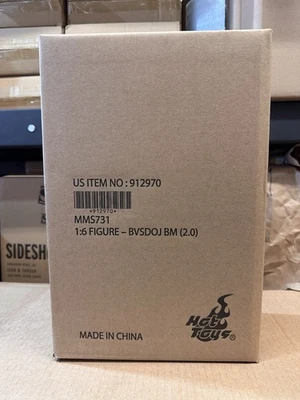 US ITEM NO : 912970
*912970*
MMS731
1:6 FIGURE – BVSDOJ BM (2.0)
SIDESH
Hot
Toys®
MADE IN CHINA